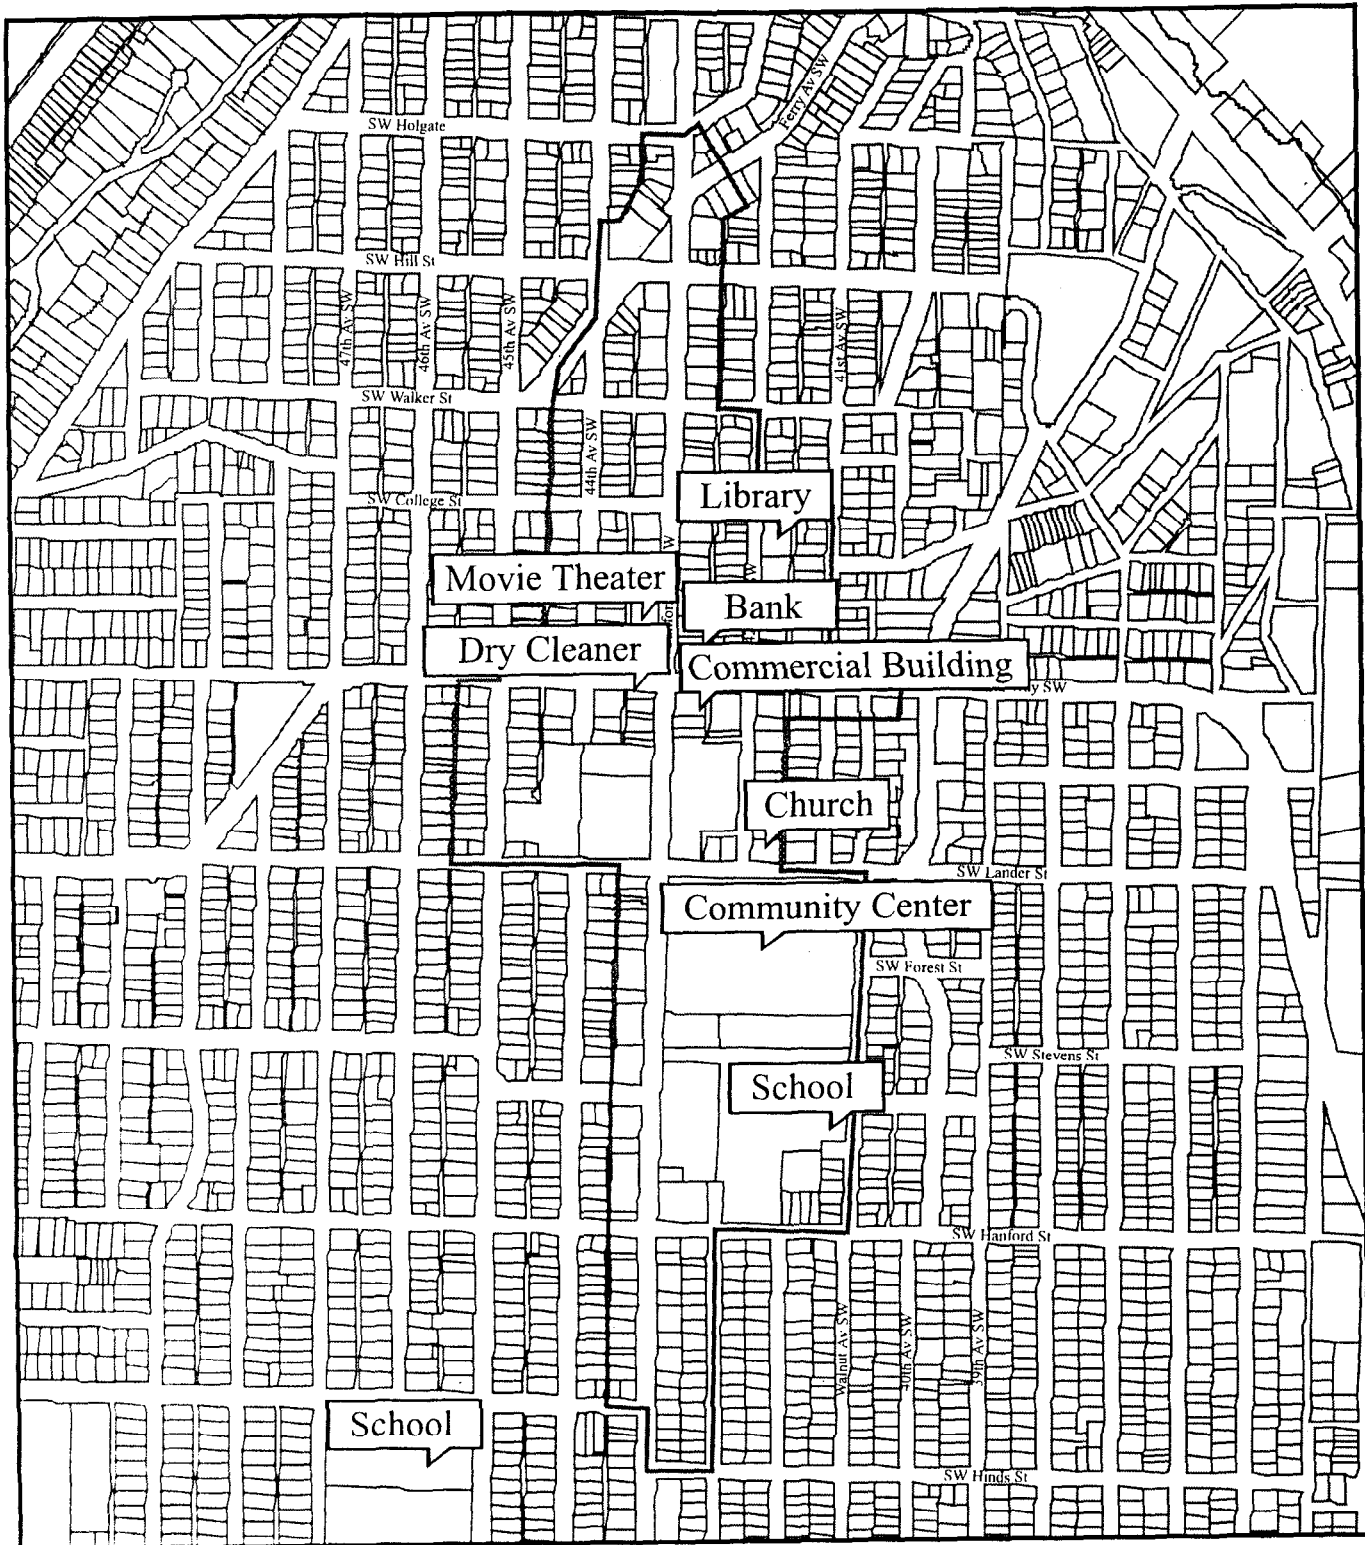 Ferry Av SW
SW Holgate
SW Hill St
47th Av SW
46th Av SW
45th Av SW
41st Av SW
SW Walker St
44th Av SW
Library
SW College St
W
Movie Theater
W
Bank
Dry Cleaner
Commercial Building
SW
Church
SW Lander St
Community Center
SW Forest St
SW Stevens St
School
SW Hanford St
Walnut Av SW
40th Av SW
39th Av SW
School
SW Hinds St